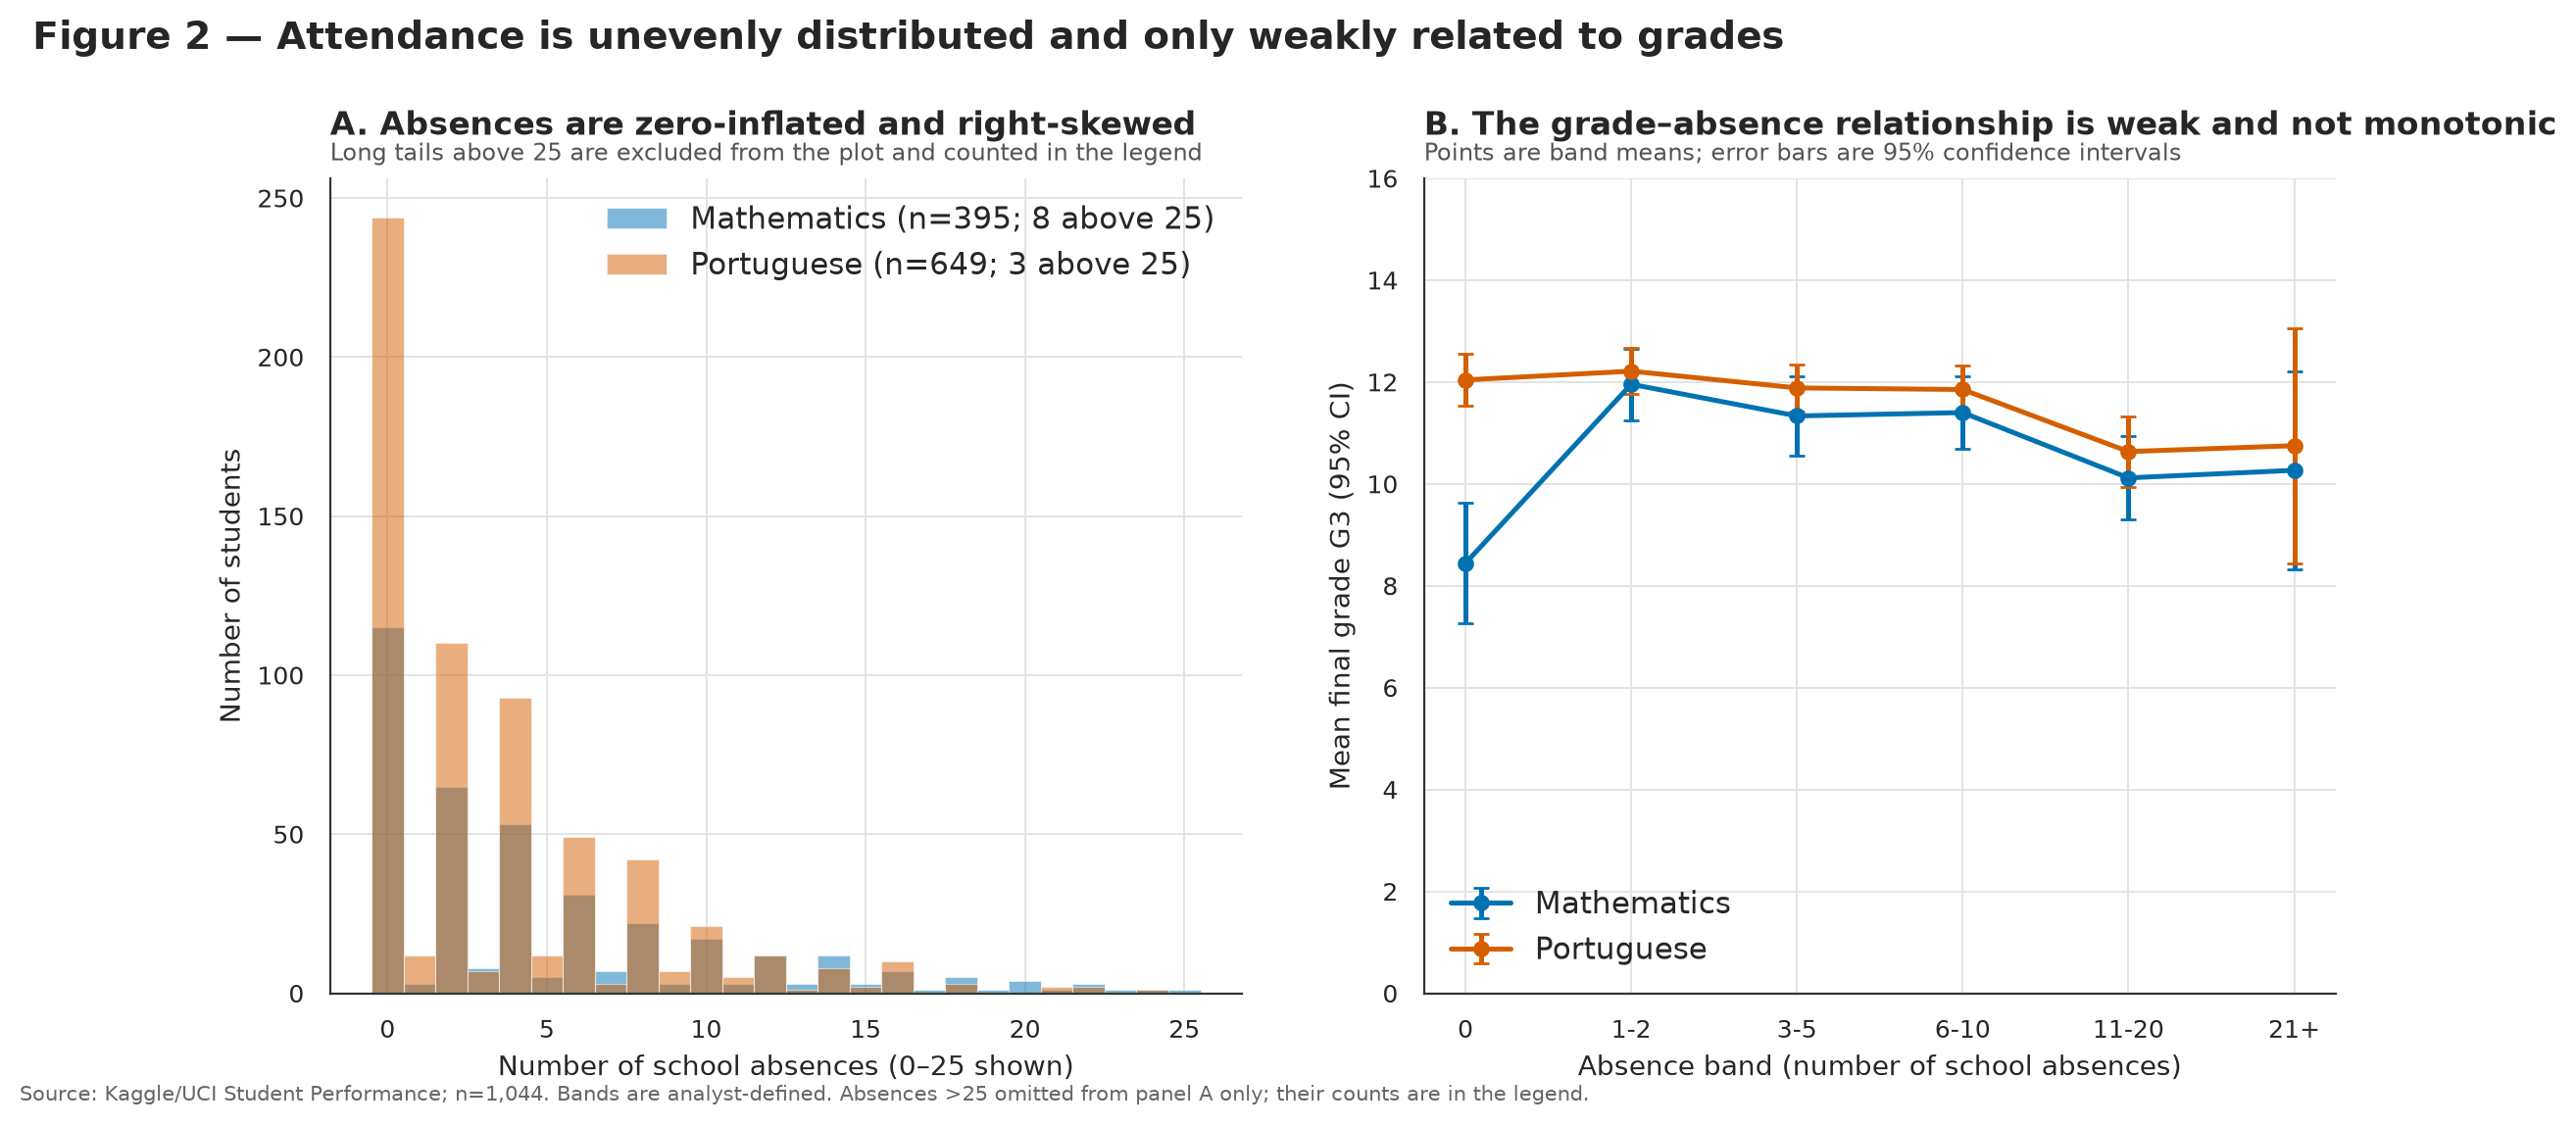 Figure 2 — Attendance is unevenly distributed and only weakly related to grades
A. Absences are zero-inflated and right-skewed
Long tails above 25 are excluded from the plot and counted in the legend
Number of students
250
200
150
100
50
0
Mathematics (n=395; 8 above 25)
Portuguese (n=649; 3 above 25)
0 5 10 15 20 25
Number of school absences (0–25 shown)
B. The grade–absence relationship is weak and not monotonic
Points are band means; error bars are 95% confidence intervals
Mean final grade G3 (95% CI)
16
14
12
10
8
6
4
2
0
Mathematics
Portuguese
0 1-2 3-5 6-10 11-20 21+
Absence band (number of school absences)
Source: Kaggle/UCI Student Performance; n=1,044. Bands are analyst-defined. Absences >25 omitted from panel A only; their counts are in the legend.